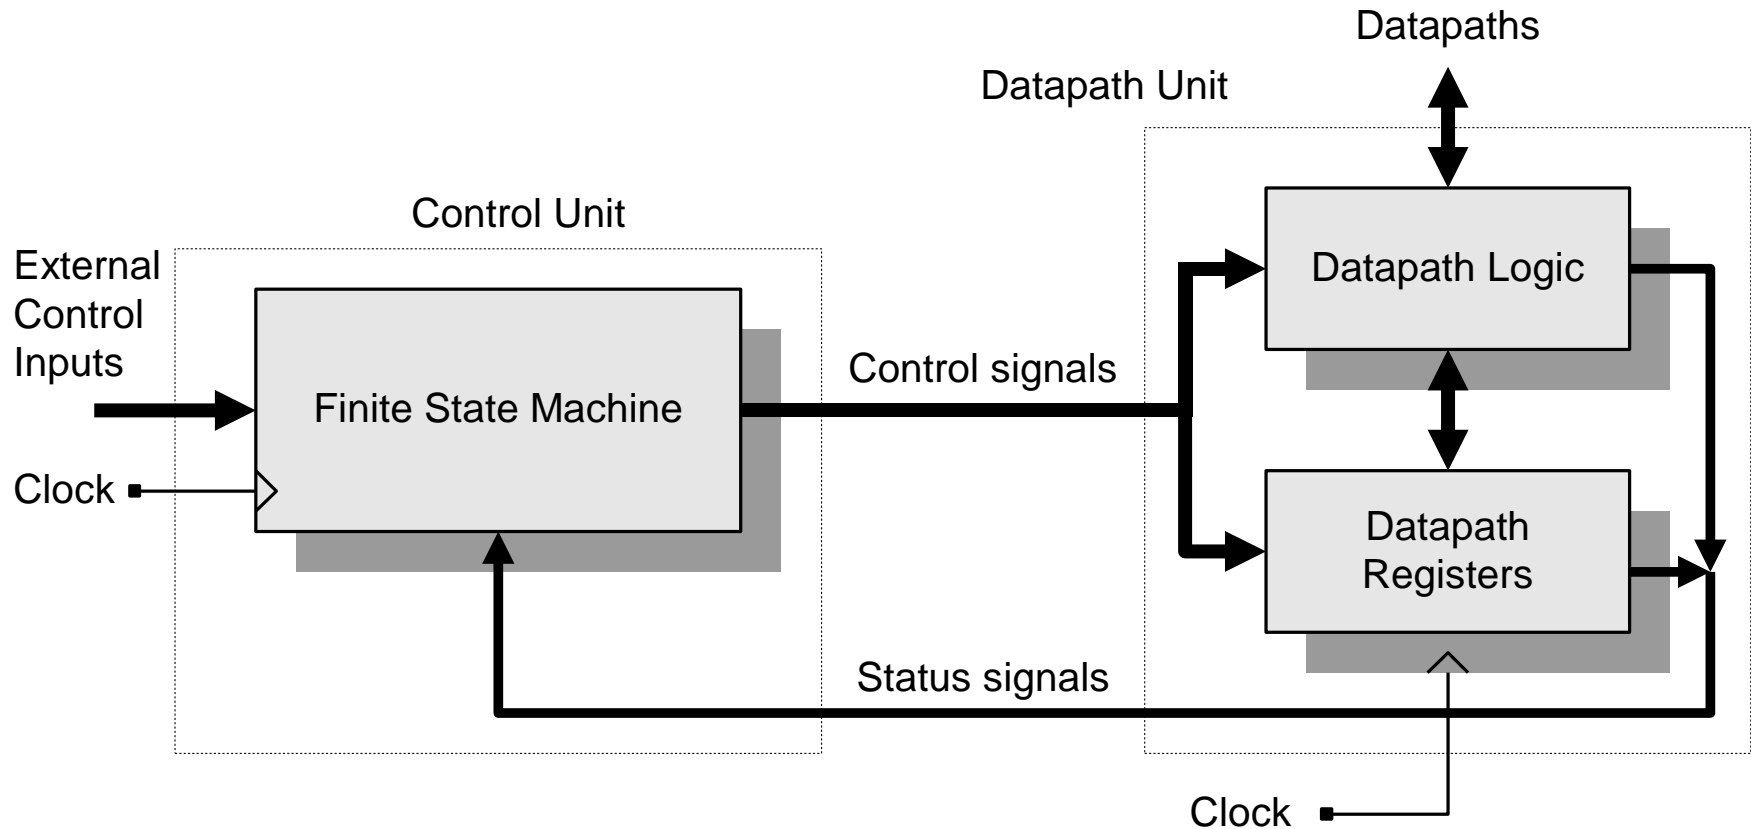 Datapaths
Datapath Unit
Control Unit
External
Control
Inputs
Datapath Logic
Control signals
Finite State Machine
Clock
Datapath
Registers
Status signals
Clock